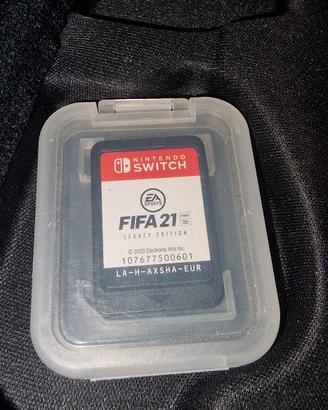 NINTENDO
SWITCH
EA
SPORTS
FIFA 21
LEGACY EDITION
© 2020 Electronic Arts Inc.
107677500601
LA-H-AXSHA-EUR